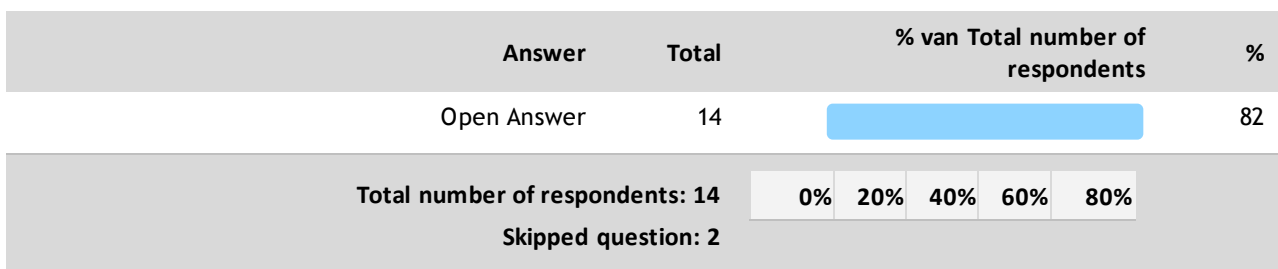 Answer Total % van Total number of respondents %
Open Answer 14 82
Total number of respondents: 14 0% 20% 40% 60% 80%
Skipped question: 2